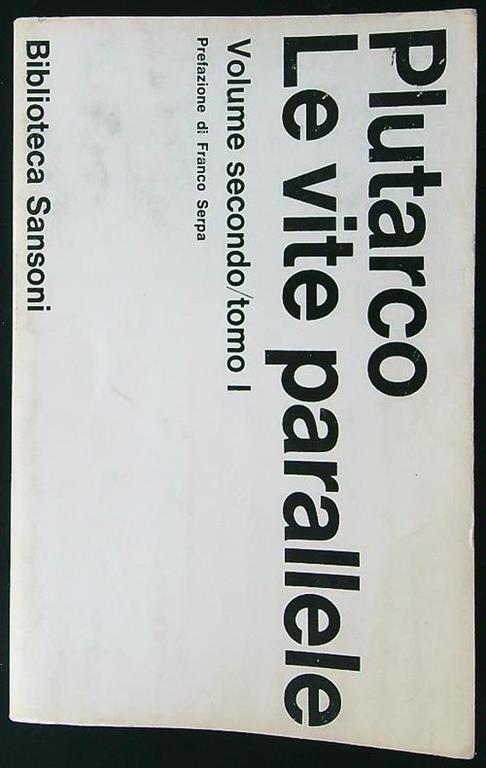 Plutarco
Le vite parallele
Volume secondo/tomo I
Prefazione di Franco Serpa
Biblioteca Sansoni